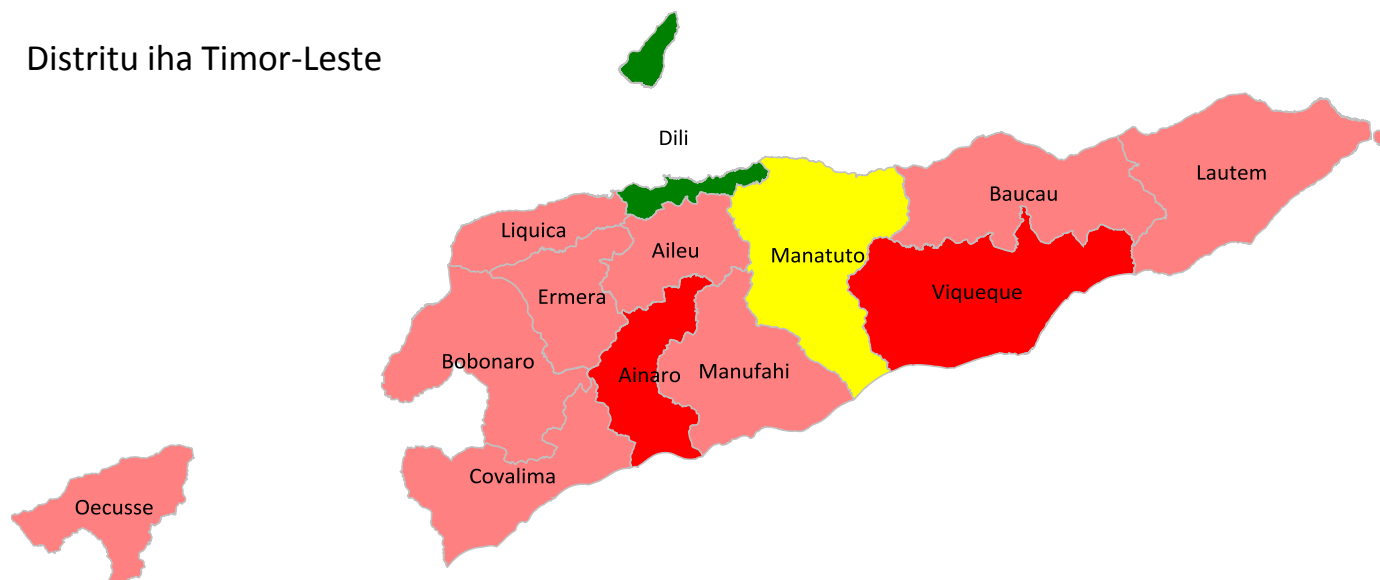 Distritu iha Timor-Leste
Dili
Lautem
Baucau
Liquica
Aileu
Manatuto
Viqueque
Ermera
Bobonaro
Ainaro
Manufahi
Covalima
Oecusse